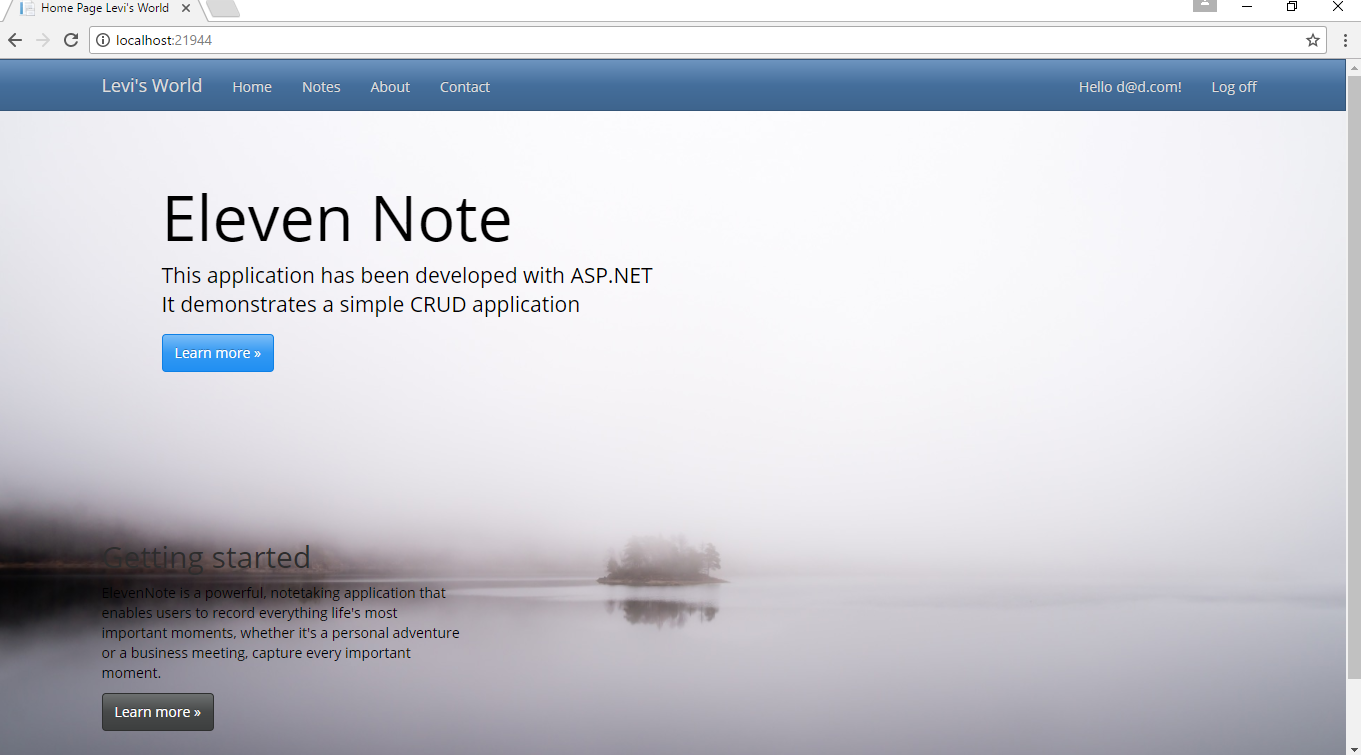 Home Page Levi's World
localhost:21944
Levi's World Home Notes About Contact Hello d@d.com! Log off
Eleven Note
This application has been developed with ASP.NET
It demonstrates a simple CRUD application
Learn more »
Getting started
ElevenNote is a powerful, notetaking application that
enables users to record everything life's most
important moments, whether it's a personal adventure
or a business meeting, capture every important
moment.
Learn more »